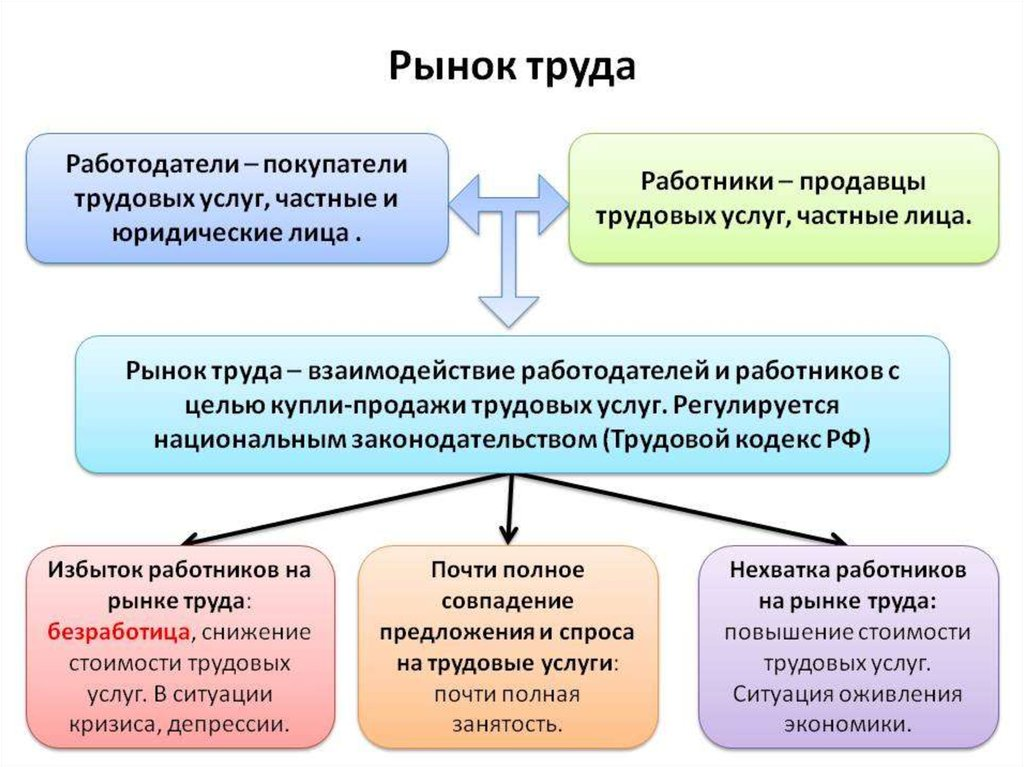 Рынок труда
Работодатели – покупатели
трудовых услуг, частные и
юридические лица .
Работники – продавцы
трудовых услуг, частные лица.
Рынок труда – взаимодействие работодателей и работников с
целью купли-продажи трудовых услуг. Регулируется
национальным законодательством (Трудовой кодекс РФ)
Избыток работников на
рынке труда:
безработица, снижение
стоимости трудовых
услуг. В ситуации
кризиса, депрессии.
Почти полное
совпадение
предложения и спроса
на трудовые услуги:
почти полная
занятость.
Нехватка работников
на рынке труда:
повышение стоимости
трудовых услуг.
Ситуация оживления
экономики.